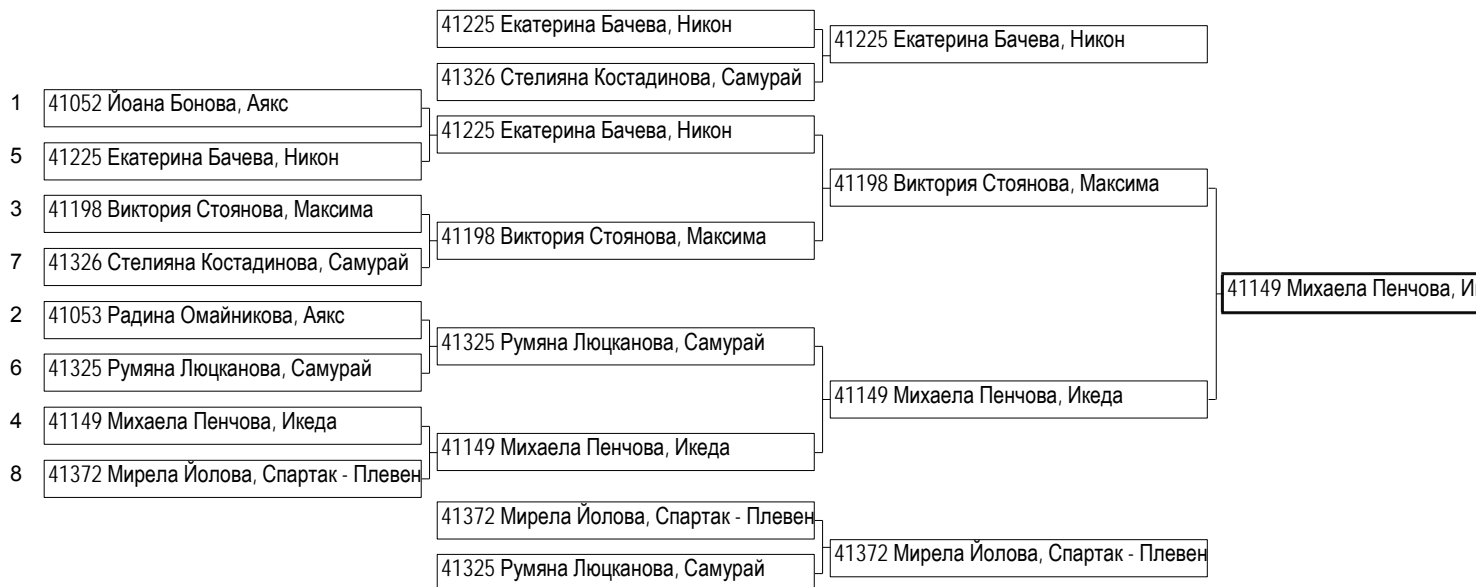 41225 Екатерина Бачева, Никон
41225 Екатерина Бачева, Никон
41326 Стелияна Костадинова, Самурай
1 41052 Йоана Бонова, Аякс
41225 Екатерина Бачева, Никон
5 41225 Екатерина Бачева, Никон
41198 Виктория Стоянова, Максима
3 41198 Виктория Стоянова, Максима
41198 Виктория Стоянова, Максима
7 41326 Стелияна Костадинова, Самурай
41149 Михаела Пенчова,
2 41053 Радина Омайникова, Аякс
41325 Румяна Люцканова, Самурай
6 41325 Румяна Люцканова, Самурай
41149 Михаела Пенчова, Икеда
4 41149 Михаела Пенчова, Икеда
41149 Михаела Пенчова, Икеда
8 41372 Мирела Йолова, Спартак - Плевен
41372 Мирела Йолова, Спартак - Плевен
41372 Мирела Йолова, Спартак - Плевен
41325 Румяна Люцканова, Самурай